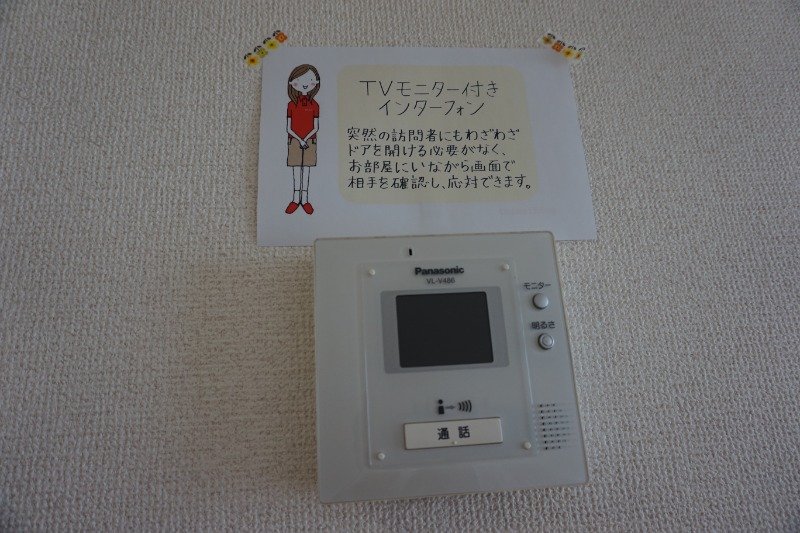 TVモニター付き
インターフォン
突然の訪問者にもわざわざ
ドアを開ける必要がなく、
お部屋にいながら画面で
相手を確認し、応対できます。
Panasonic
VL-V486
モニター
明るさ
通話